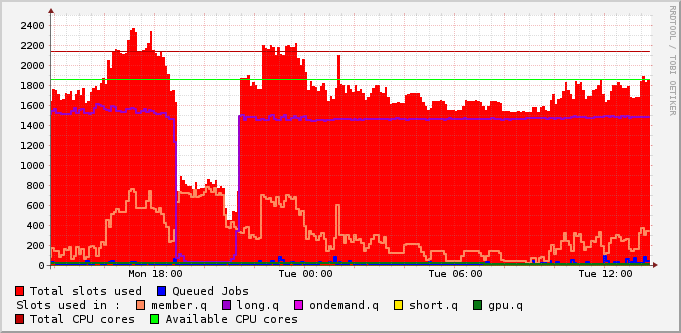 RRDTOOL / TOBI OETIKER
2400
2200
2000
1800
1600
1400
1200
1000
800
600
400
200
0
Mon 18:00 Tue 00:00 Tue 06:00 Tue 12:00
Total slots used Queued Jobs
Slots used in : member.q long.q ondemand.q short.q gpu.q
Total CPU cores Available CPU cores